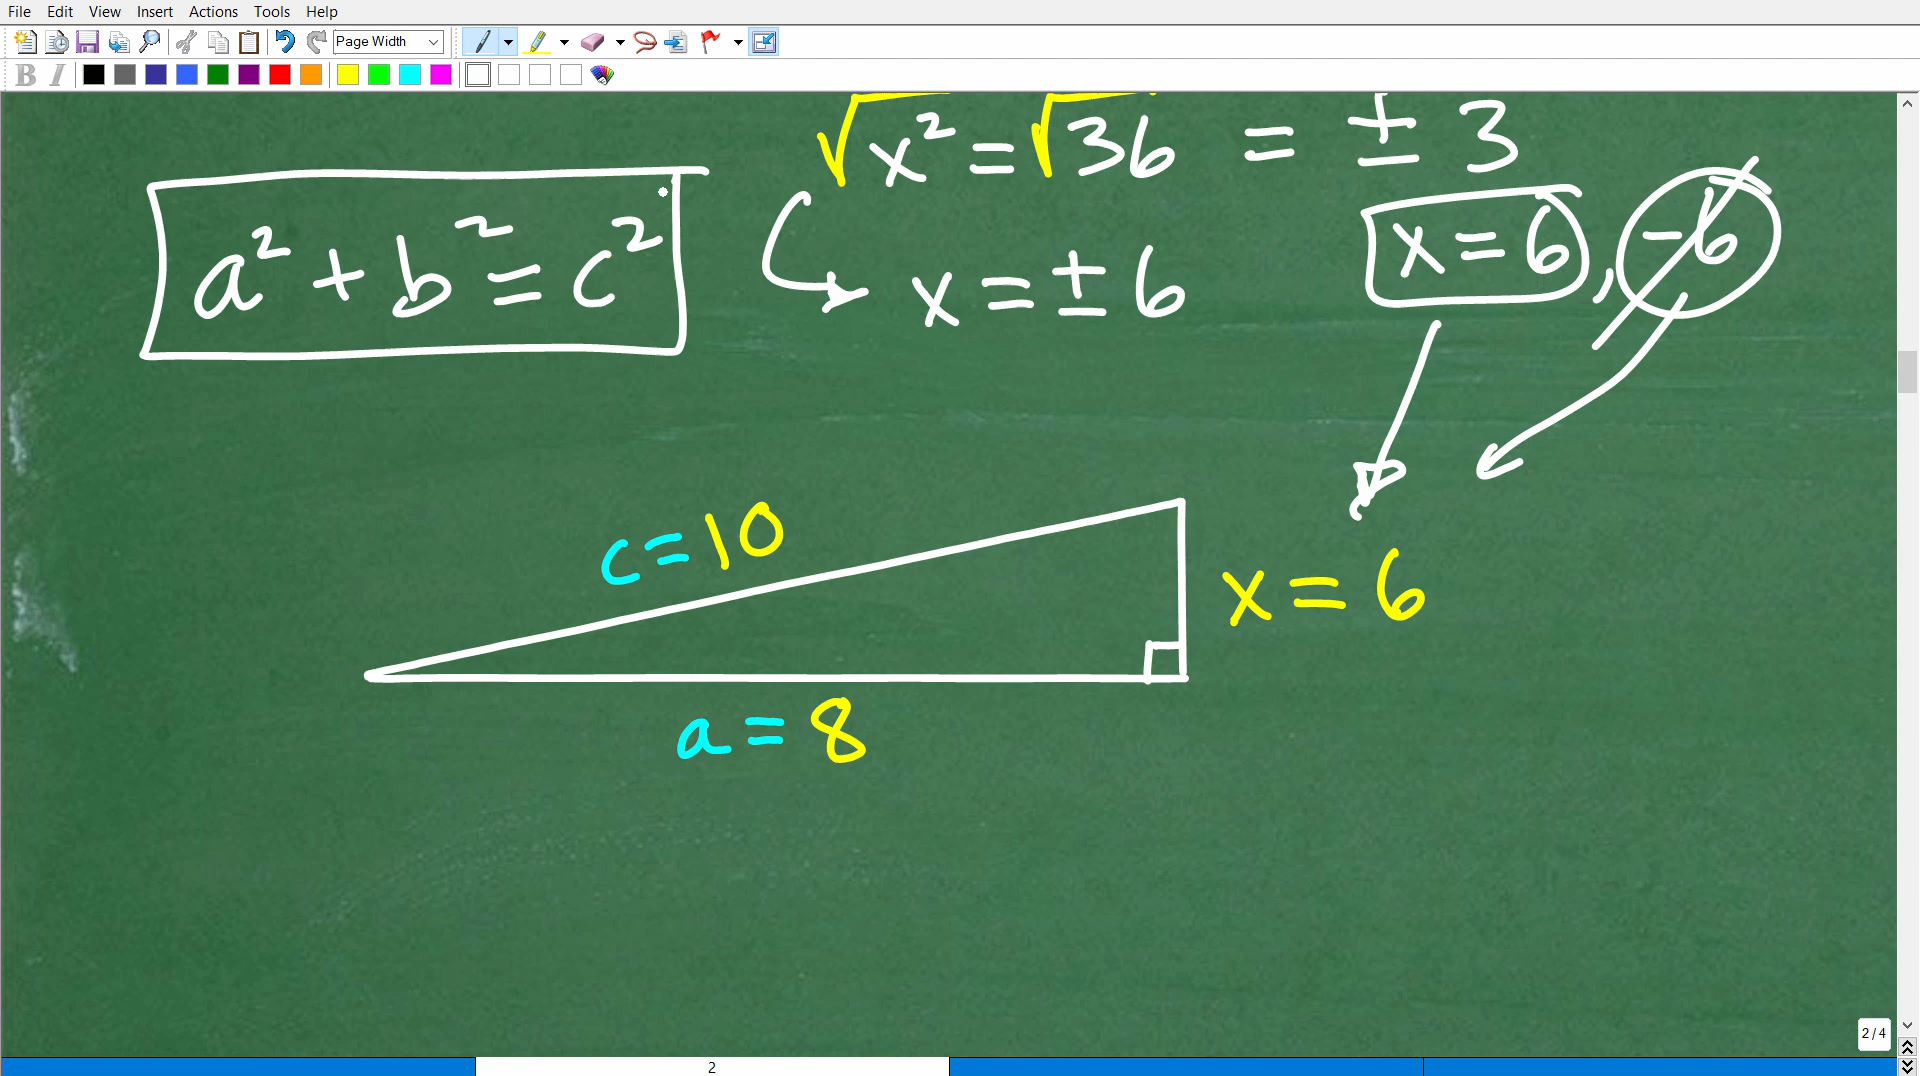 File Edit View Insert Actions Tools Help
Page Width
B I
√x² = √36 = ± 3
a² + b² = c²
x = ± 6
x = 6, -6
c = 10
x = 6
a = 8
2 / 4
2